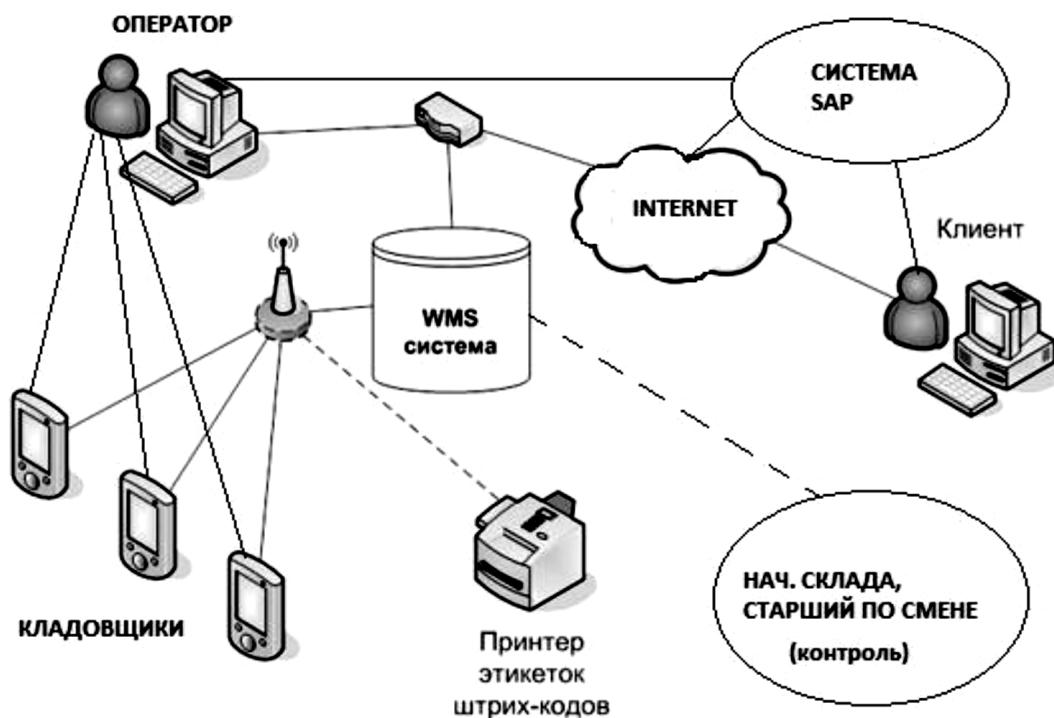 ОПЕРАТОР
СИСТЕМА
SAP
INTERNET
Клиент
WMS
система
КЛАДОВЩИКИ
Принтер
этикеток
штрих-кодов
НАЧ. СКЛАДА,
СТАРШИЙ ПО СМЕНЕ
(контроль)